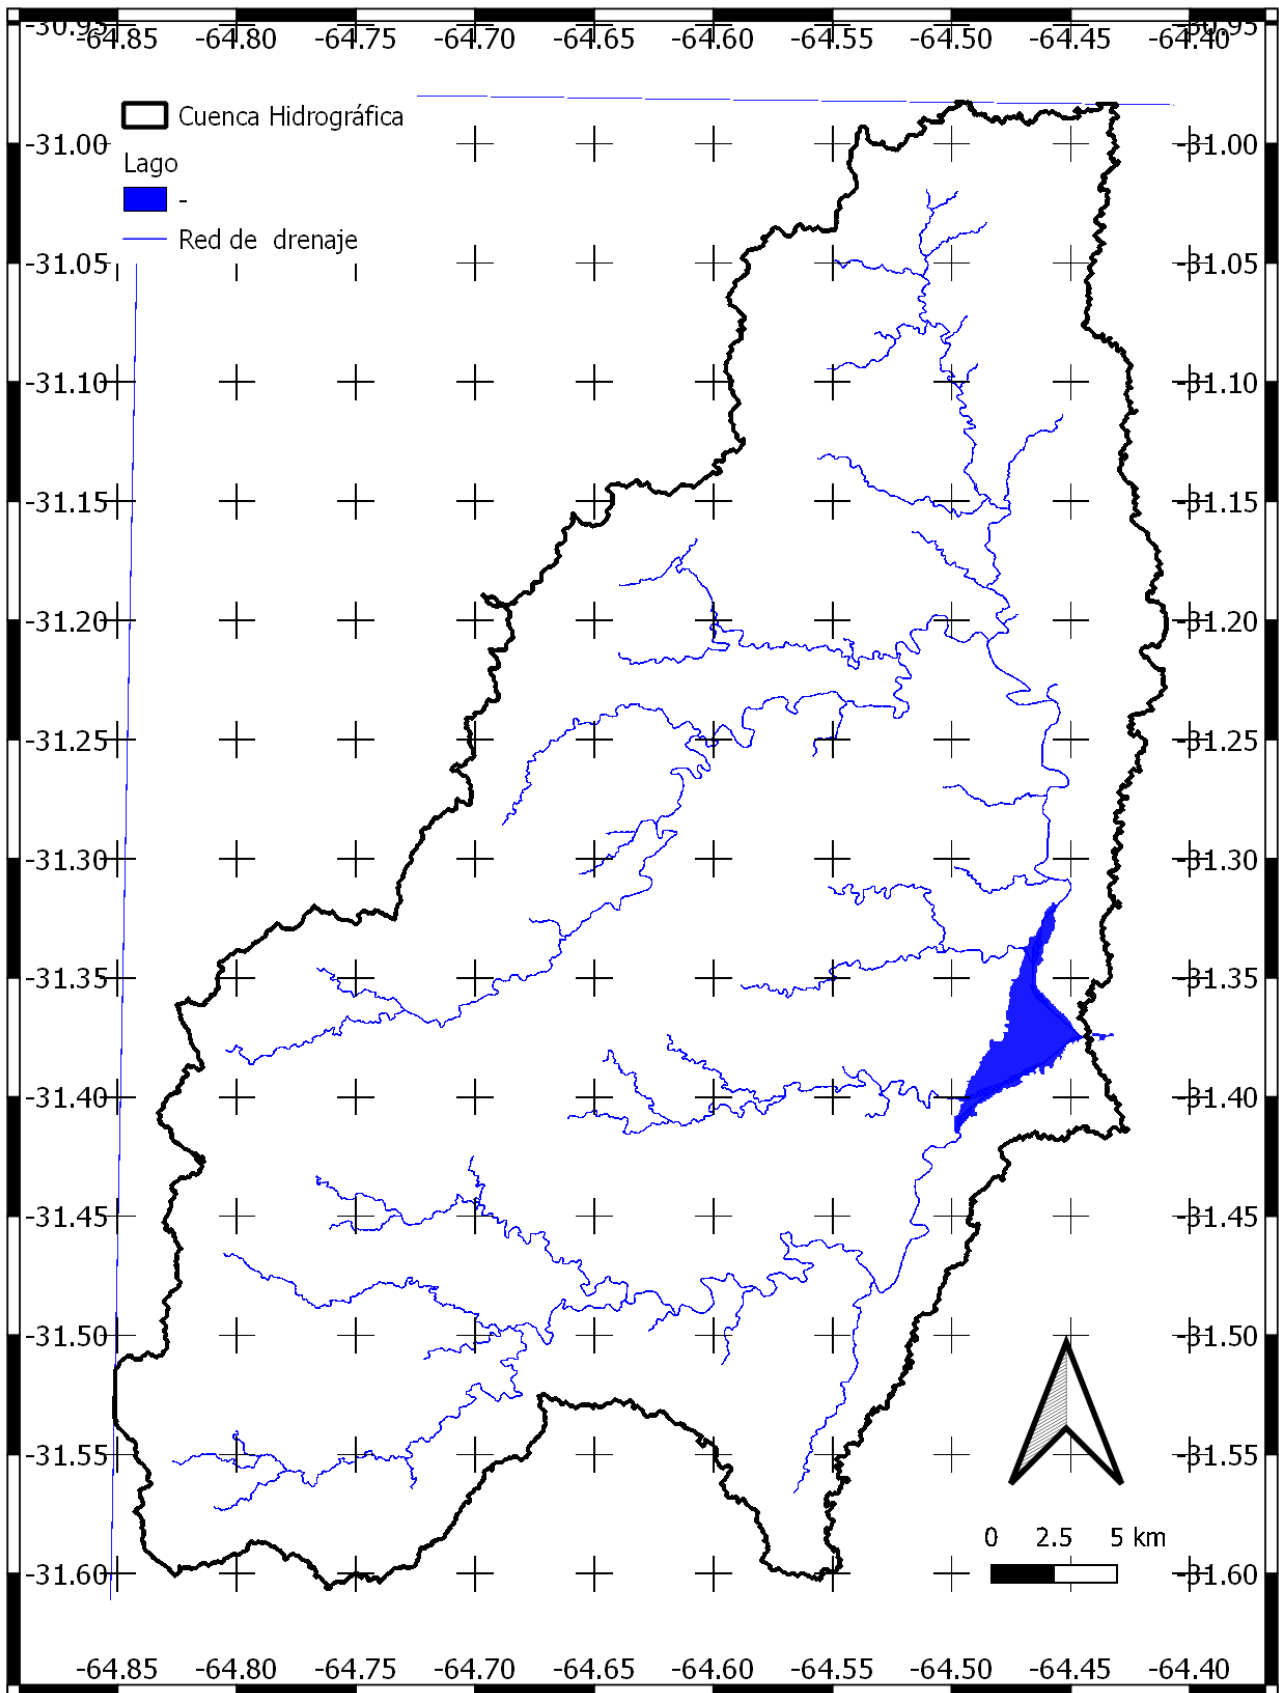 -30.95 -30.95
-64.85 -64.80 -64.75 -64.70 -64.65 -64.60 -64.55 -64.50 -64.45 -64.40
Cuenca Hidrográfica
-31.00 -31.00
Lago
-
Red de drenaje
-31.05 -31.05
-31.10 -31.10
-31.15 -31.15
-31.20 -31.20
-31.25 -31.25
-31.30 -31.30
-31.35 -31.35
-31.40 -31.40
-31.45 -31.45
-31.50 -31.50
-31.55 -31.55
0 2.5 5 km
-31.60 -31.60
-64.85 -64.80 -64.75 -64.70 -64.65 -64.60 -64.55 -64.50 -64.45 -64.40